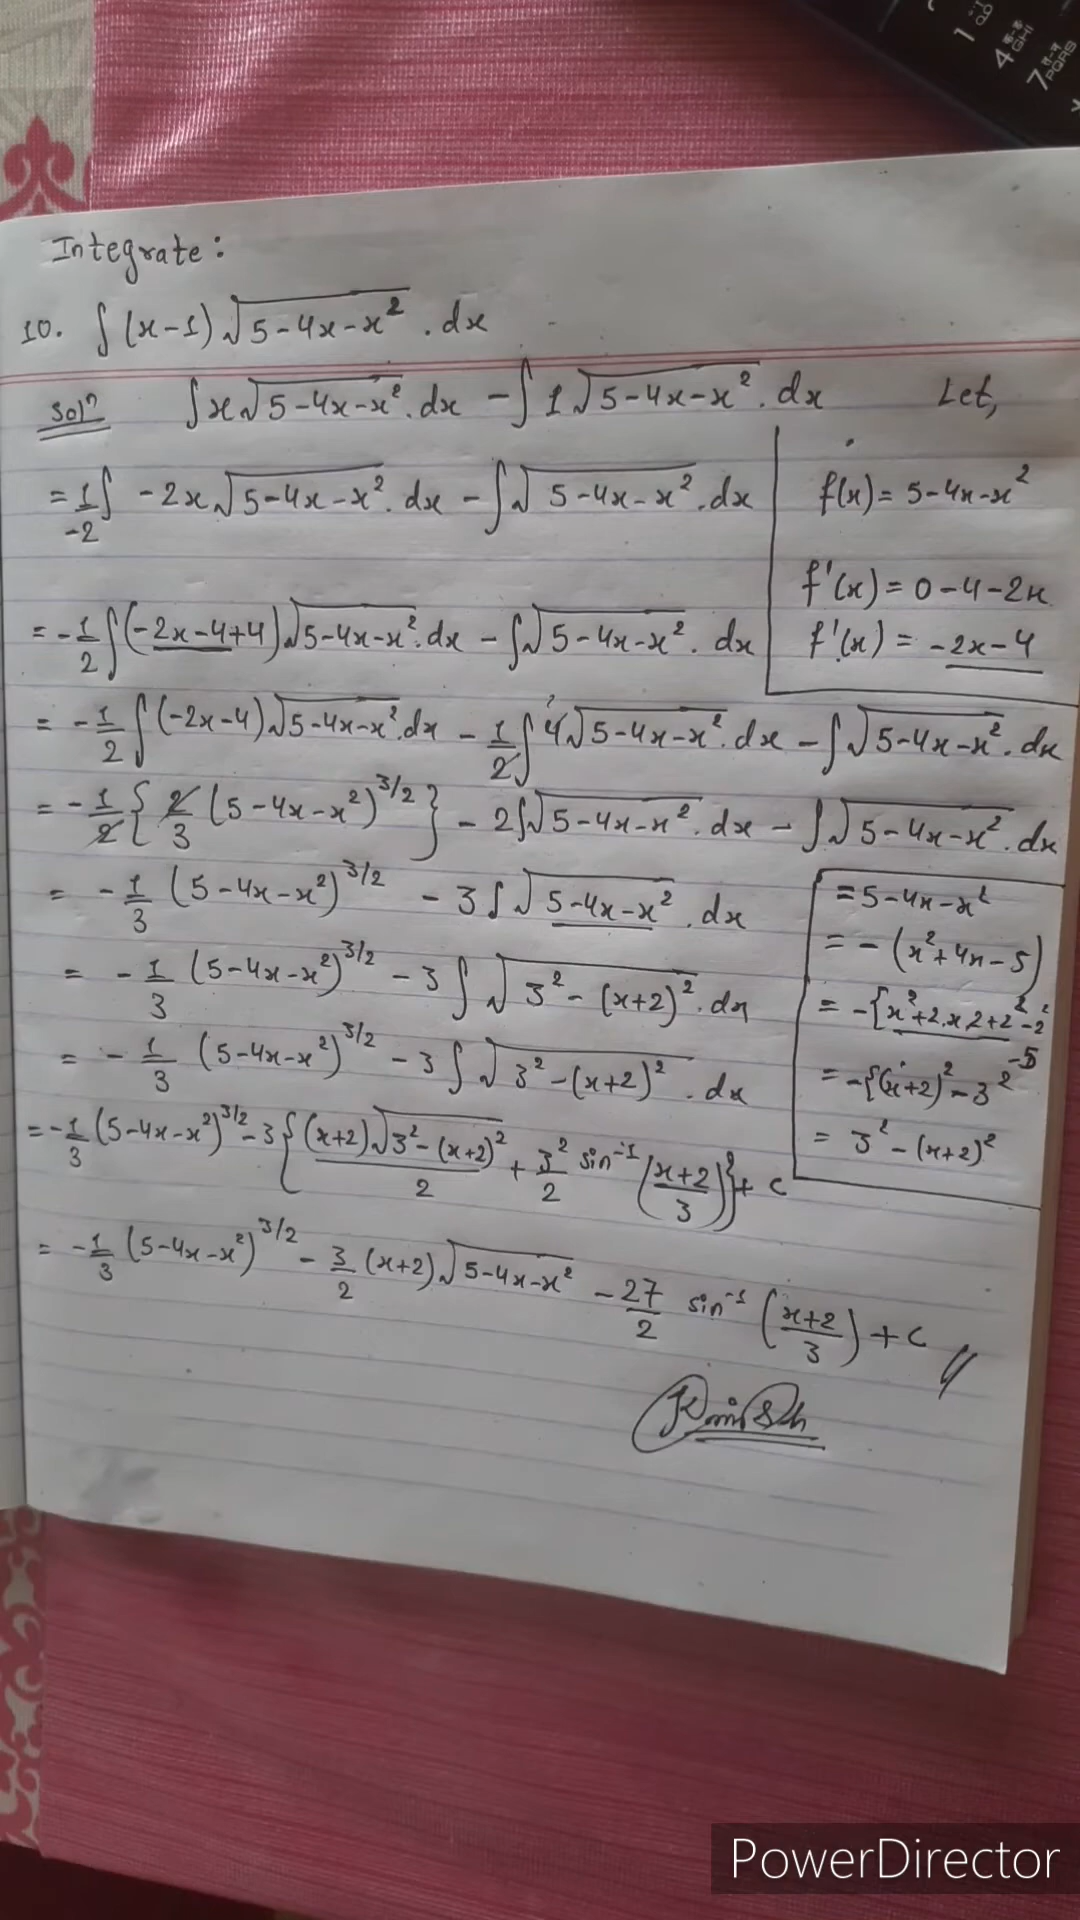 1
4 GHI
7 PQRS
Integrate:
10. ∫ (x-1) √5-4x-x² . dx
Solⁿ ∫x√5-4x-x² . dx - ∫ 1√5-4x-x² . dx
= 1/-2 ∫ -2x√5-4x-x² . dx - ∫√5-4x-x² . dx
= -1/2 ∫(-2x-4+4)√5-4x-x² . dx - ∫√5-4x-x² . dx
Let,
f(x) = 5-4x-x²
f'(x) = 0-4-2x
f'(x) = -2x-4
= -1/2 ∫(-2x-4)√5-4x-x² . dx - 1/2 ∫ 4√5-4x-x² . dx - ∫√5-4x-x² . dx
= -1/2 { 2/3 (5-4x-x²)^3/2 } - 2∫√5-4x-x² . dx - ∫√5-4x-x² . dx
= -1/3 (5-4x-x²)^3/2 - 3∫√5-4x-x² . dx
= -1/3 (5-4x-x²)^3/2 - 3∫√3²-(x+2)² . dx
= -1/3 (5-4x-x²)^3/2 - 3∫√3²-(x+2)² . dx
= 5-4x-x²
= -(x²+4x-5)
= -{x²+2.x.2+2²-2²-5
= -{(x+2)²-3²
= 3²-(x+2)²
= -1/3 (5-4x-x²)^3/2 - 3{ (x+2)√3²-(x+2)²/2 + 3²/2 sin⁻¹(x+2/3)} + c
= -1/3 (5-4x-x²)^3/2 - 3/2 (x+2)√5-4x-x² - 27/2 sin⁻¹(x+2/3) + c
PowerDirector